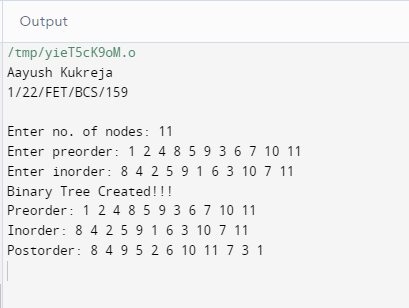 Output
/tmp/yieT5cK9oM.o
Aayush Kukreja
1/22/FET/BCS/159
Enter no. of nodes: 11
Enter preorder: 1 2 4 8 5 9 3 6 7 10 11
Enter inorder: 8 4 2 5 9 1 6 3 10 7 11
Binary Tree Created!!!
Preorder: 1 2 4 8 5 9 3 6 7 10 11
Inorder: 8 4 2 5 9 1 6 3 10 7 11
Postorder: 8 4 9 5 2 6 10 11 7 3 1